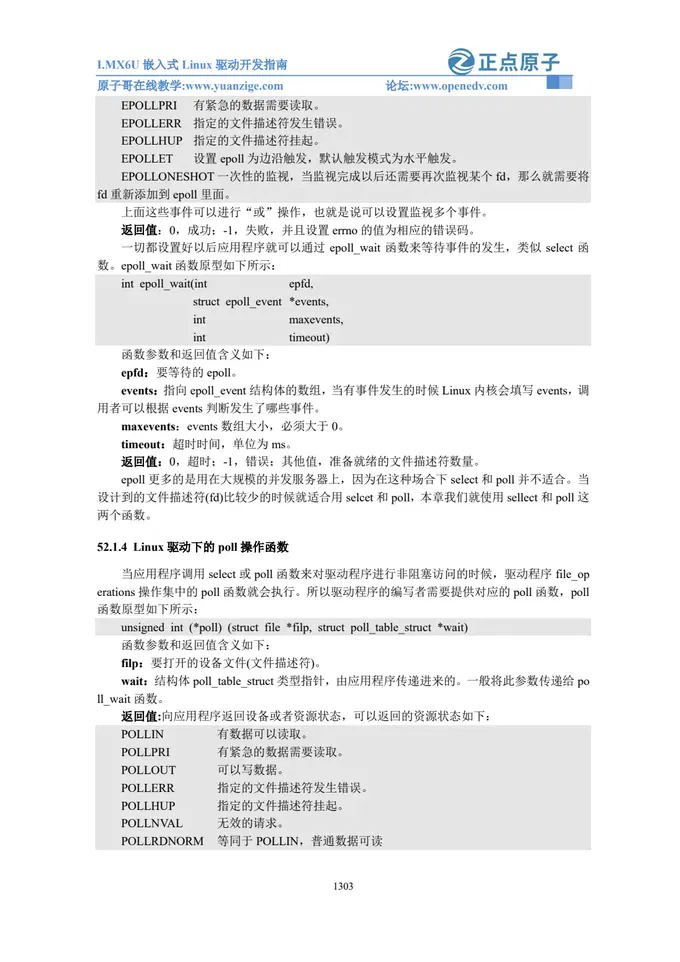 I.MX6U 嵌入式 Linux 驱动开发指南
正点原子
原子哥在线教学:www.yuanzige.com 论坛:www.openedv.com
EPOLLPRI 有紧急的数据需要读取。
EPOLLERR 指定的文件描述符发生错误。
EPOLLHUP 指定的文件描述符挂起。
EPOLLET 设置 epoll 为边沿触发，默认触发模式为水平触发。
EPOLLONESHOT 一次性的监视，当监视完成以后还需要再次监视某个 fd，那么就需要将
fd 重新添加到 epoll 里面。
上面这些事件可以进行“或”操作，也就是说可以设置监视多个事件。
返回值：0，成功；-1，失败，并且设置 errno 的值为相应的错误码。
一切都设置好以后应用程序就可以通过 epoll_wait 函数来等待事件的发生，类似 select 函
数。epoll_wait 函数原型如下所示：
int epoll_wait(int epfd,
struct epoll_event *events,
int maxevents,
int timeout)
函数参数和返回值含义如下：
epfd：要等待的 epoll。
events：指向 epoll_event 结构体的数组，当有事件发生的时候 Linux 内核会填写 events，调
用者可以根据 events 判断发生了哪些事件。
maxevents：events 数组大小，必须大于 0。
timeout：超时时间，单位为 ms。
返回值：0，超时；-1，错误；其他值，准备就绪的文件描述符数量。
epoll 更多的是用在大规模的并发服务器上，因为在这种场合下 select 和 poll 并不适合。当
设计到的文件描述符(fd)比较少的时候就适合用 selcet 和 poll，本章我们就使用 sellect 和 poll 这
两个函数。
52.1.4 Linux 驱动下的 poll 操作函数
当应用程序调用 select 或 poll 函数来对驱动程序进行非阻塞访问的时候，驱动程序 file_op
erations 操作集中的 poll 函数就会执行。所以驱动程序的编写者需要提供对应的 poll 函数，poll
函数原型如下所示：
unsigned int (*poll) (struct file *filp, struct poll_table_struct *wait)
函数参数和返回值含义如下：
filp：要打开的设备文件(文件描述符)。
wait：结构体 poll_table_struct 类型指针，由应用程序传递进来的。一般将此参数传递给 po
ll_wait 函数。
返回值:向应用程序返回设备或者资源状态，可以返回的资源状态如下：
POLLIN 有数据可以读取。
POLLPRI 有紧急的数据需要读取。
POLLOUT 可以写数据。
POLLERR 指定的文件描述符发生错误。
POLLHUP 指定的文件描述符挂起。
POLLNVAL 无效的请求。
POLLRDNORM 等同于 POLLIN，普通数据可读
1303